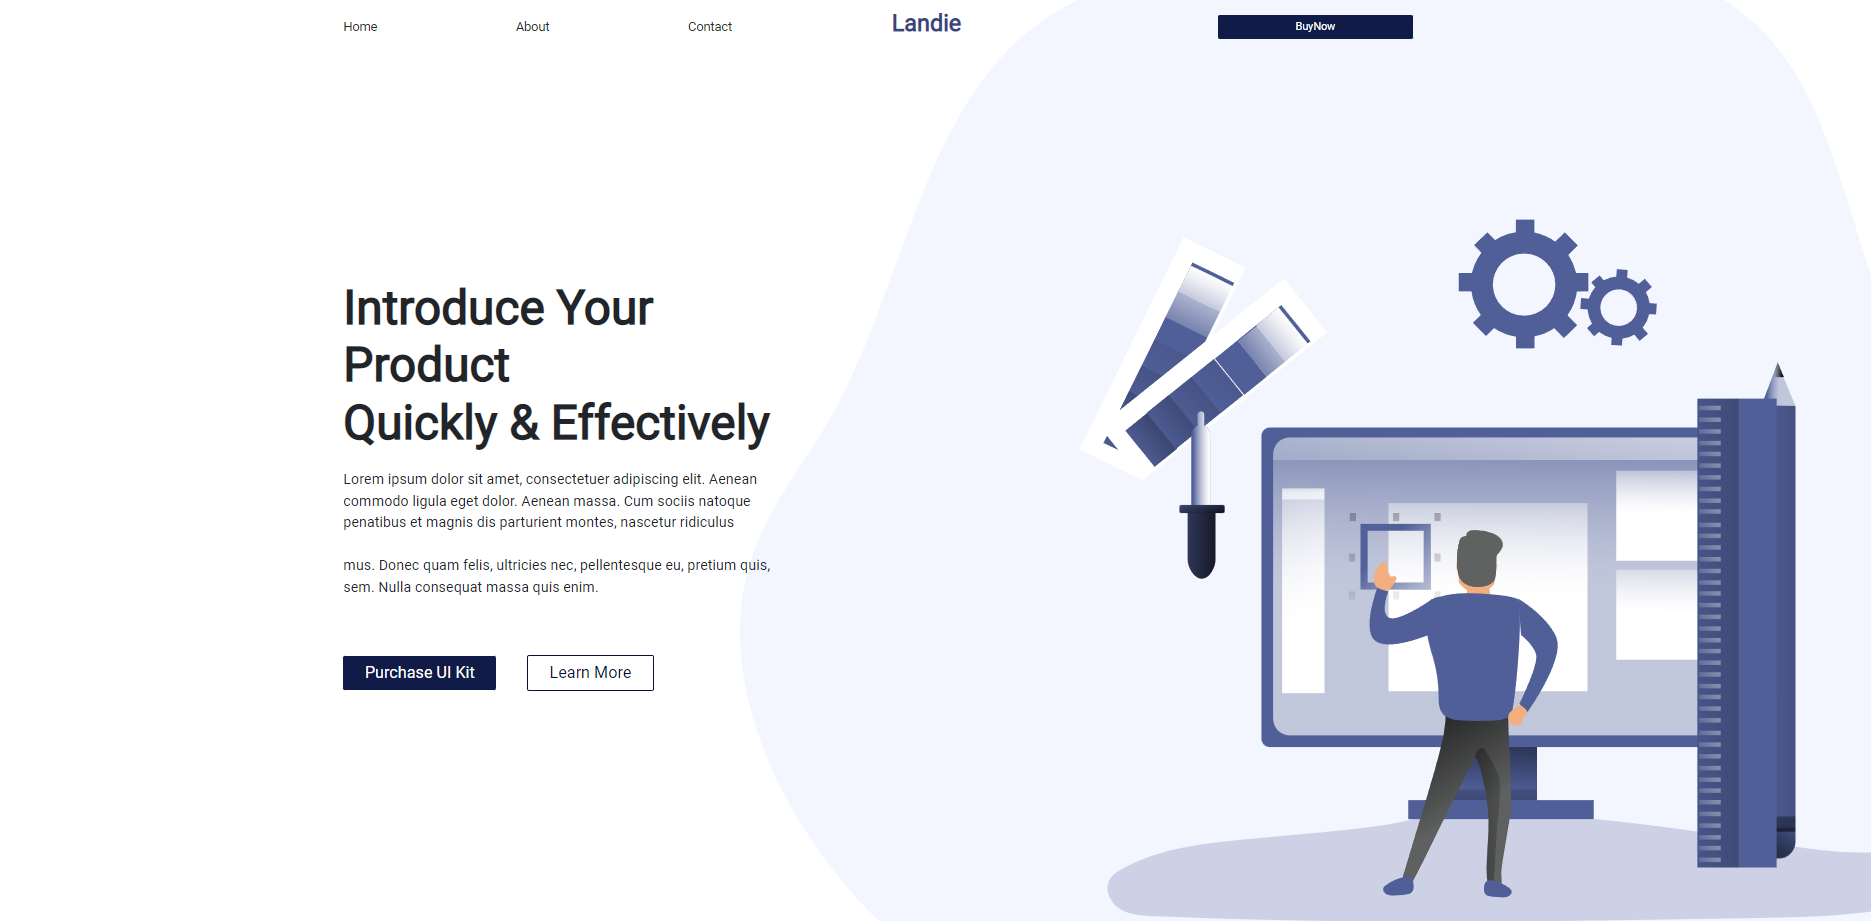 Home
About
Contact
Landie
BuyNow
Introduce Your
Product
Quickly & Effectively
Lorem ipsum dolor sit amet, consectetuer adipiscing elit. Aenean
commodo ligula eget dolor. Aenean massa. Cum sociis natoque
penatibus et magnis dis parturient montes, nascetur ridiculus
mus. Donec quam felis, ultricies nec, pellentesque eu, pretium quis,
sem. Nulla consequat massa quis enim.
Purchase UI Kit
Learn More